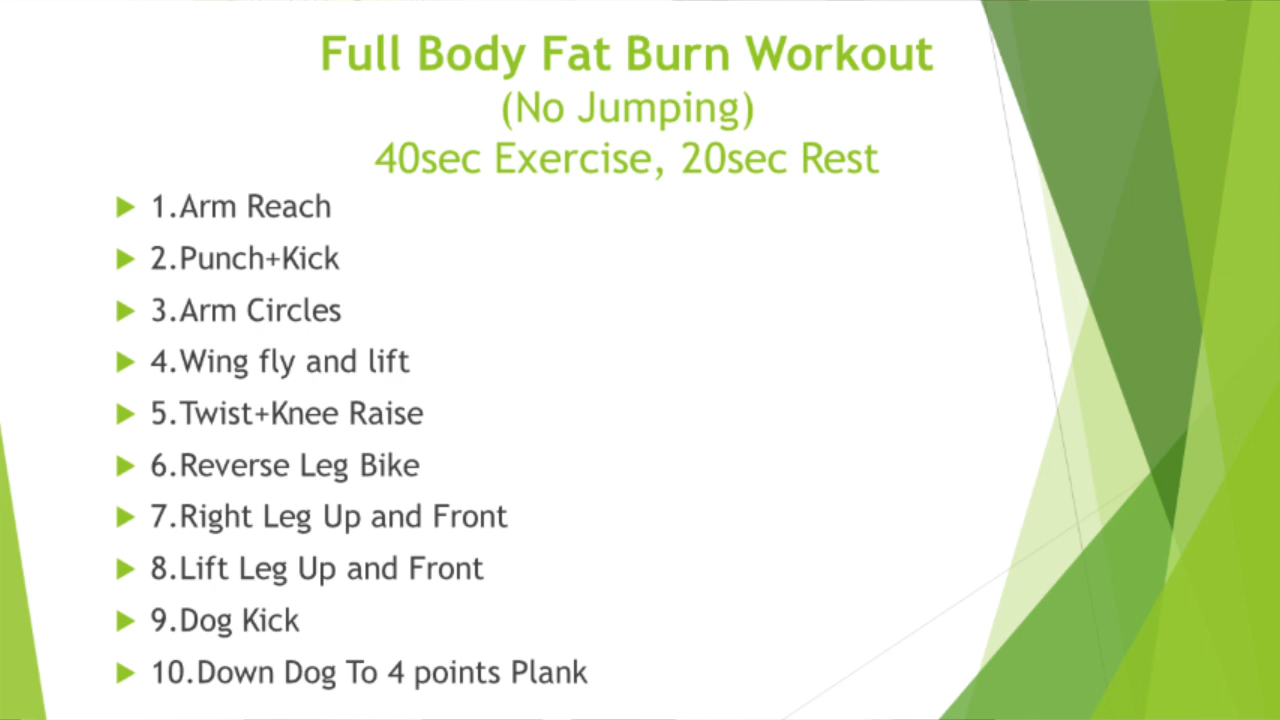 Full Body Fat Burn Workout
(No Jumping)
40sec Exercise, 20sec Rest
1.Arm Reach
2.Punch+Kick
3.Arm Circles
4.Wing fly and lift
5.Twist+Knee Raise
6.Reverse Leg Bike
7.Right Leg Up and Front
8.Lift Leg Up and Front
9.Dog Kick
10.Down Dog To 4 points Plank